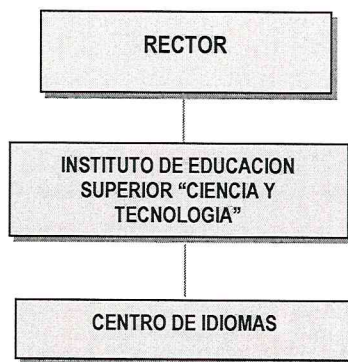 RECTOR
INSTITUTO DE EDUCACION
SUPERIOR “CIENCIA Y
TECNOLOGIA”
CENTRO DE IDIOMAS